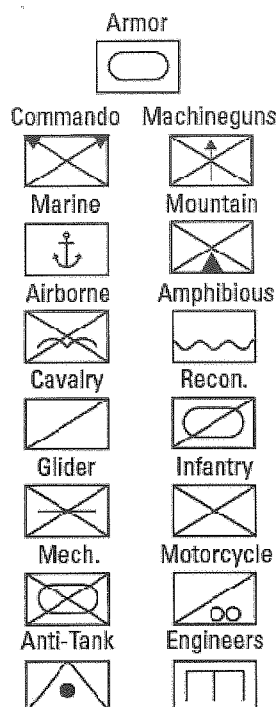 Armor
Commando Machineguns
Marine Mountain
Airborne Amphibious
Cavalry Recon.
Glider Infantry
Mech. Motorcycle
Anti-Tank Engineers